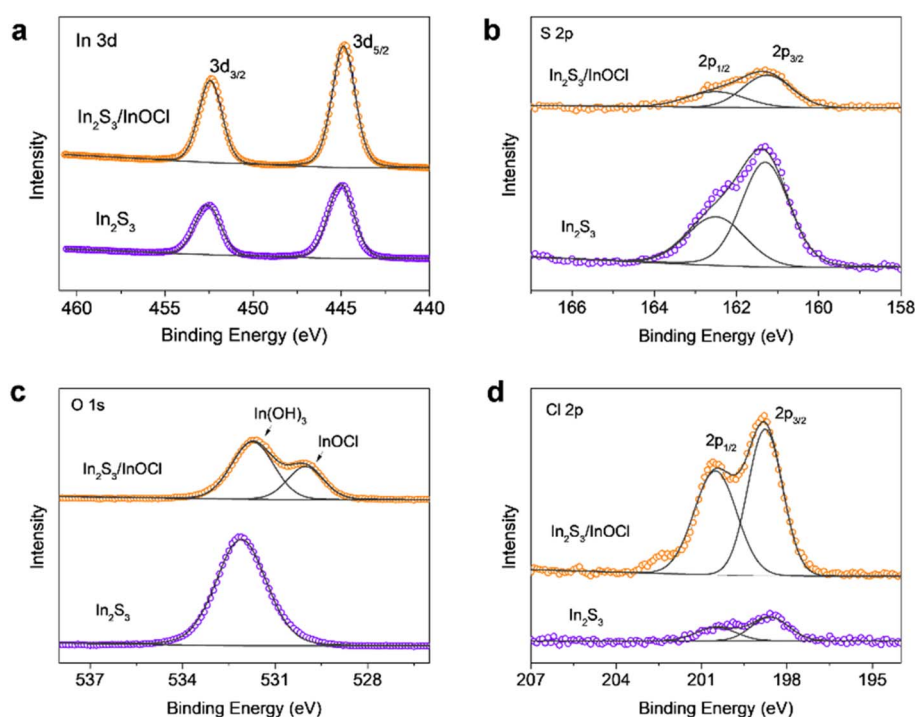 a
In 3d
3d3/2
3d5/2
In2S3/InOCl
In2S3
Intensity
460
455
450
445
440
Binding Energy (eV)
b
S 2p
2p1/2
2p3/2
In2S3/InOCl
In2S3
Intensity
166
164
162
160
158
Binding Energy (eV)
c
O 1s
In(OH)3
InOCl
In2S3/InOCl
In2S3
Intensity
537
534
531
528
Binding Energy (eV)
d
Cl 2p
2p1/2
2p3/2
In2S3/InOCl
In2S3
Intensity
207
204
201
198
195
Binding Energy (eV)